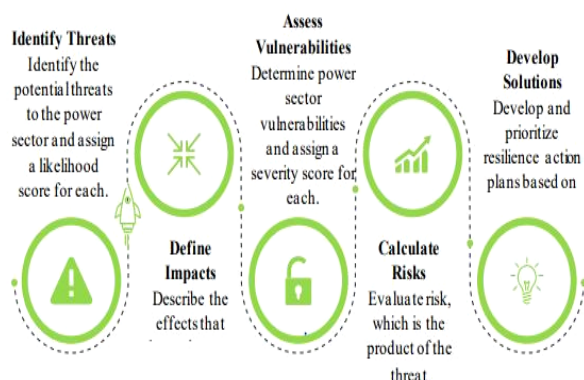 Identify Threats
Identify the
potential threats
to the power
sector and assign
a likelihood
score for each.
Define
Impacts
Describe the
effects that
Assess
Vulnerabilities
Determine power
sector
vulnerabilities
and assign a
severity score for
each.
Calculate
Risks
Evaluate risk,
which is the
product of the
threat
Develop
Solutions
Develop and
prioritize
resilience action
plans based on